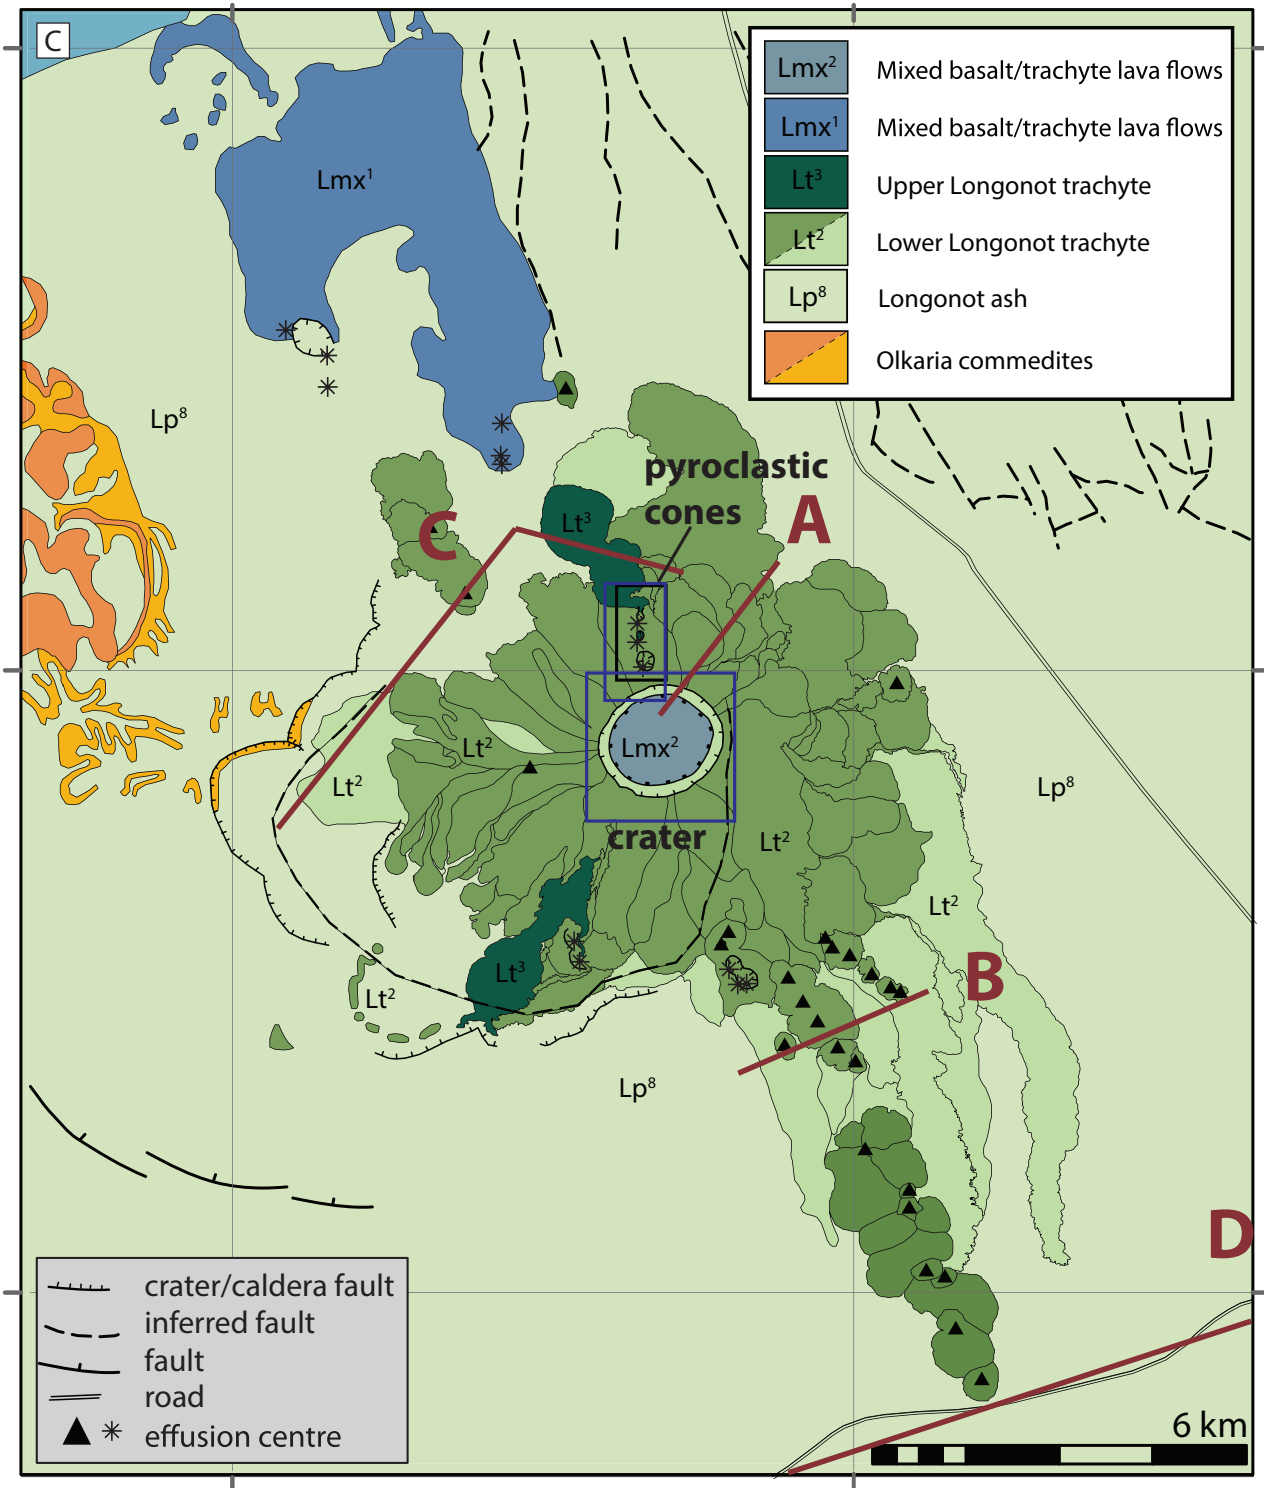 C
Lmx²
Mixed basalt/trachyte lava flows
Lmx¹
Mixed basalt/trachyte lava flows
Lt³
Upper Longonot trachyte
Lt²
Lower Longonot trachyte
Lp⁸
Longonot ash
Olkaria commedites
Lmx¹
Lp⁸
pyroclastic
cones
A
Lt³
C
Lt²
Lmx²
Lt²
Lp⁸
crater
Lt²
Lt²
Lt³
B
Lt²
Lp⁸
D
crater/caldera fault
inferred fault
fault
road
effusion centre
6 km